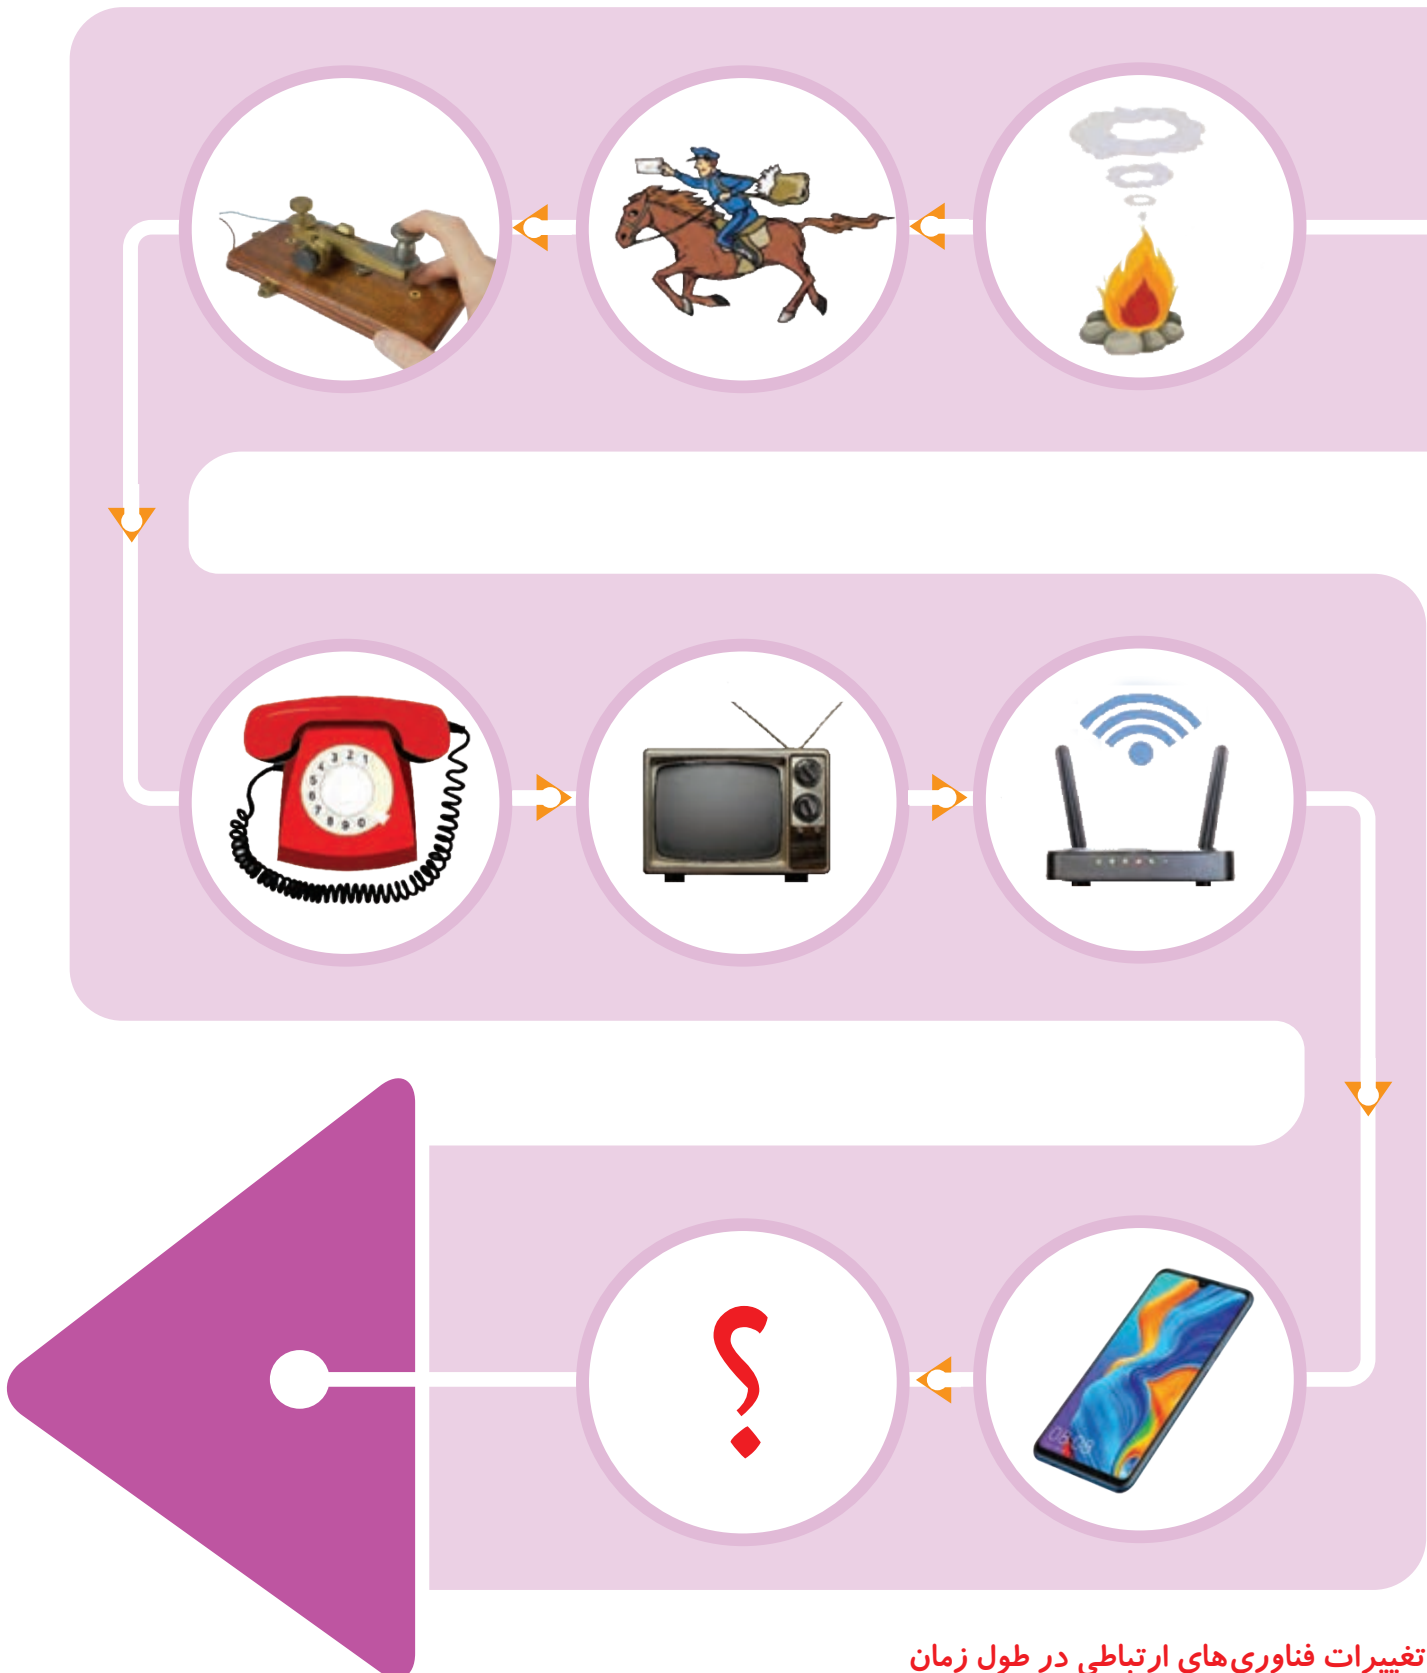 ؟
تغییرات فناوری‌های ارتباطی در طول زمان